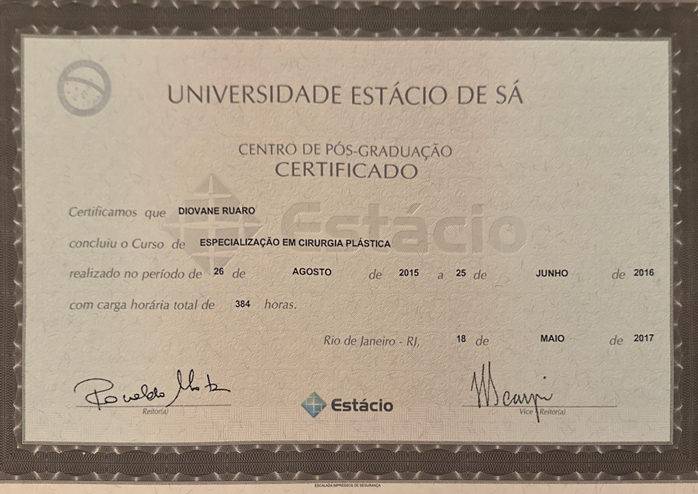 UNIVERSIDADE ESTÁCIO DE SÁ
CENTRO DE PÓS-GRADUAÇÃO
CERTIFICADO
Estácio
Certificamos que DIOVANE RUARO
concluiu o Curso de ESPECIALIZAÇÃO EM CIRURGIA PLÁSTICA
realizado no período de 26 de AGOSTO de 2015 a 25 de JUNHO de 2016
com carga horária total de 384 horas.
Rio de Janeiro - RJ, 18 de MAIO de 2017
Reitor(a)
Estácio
Vice - Reitor(a)